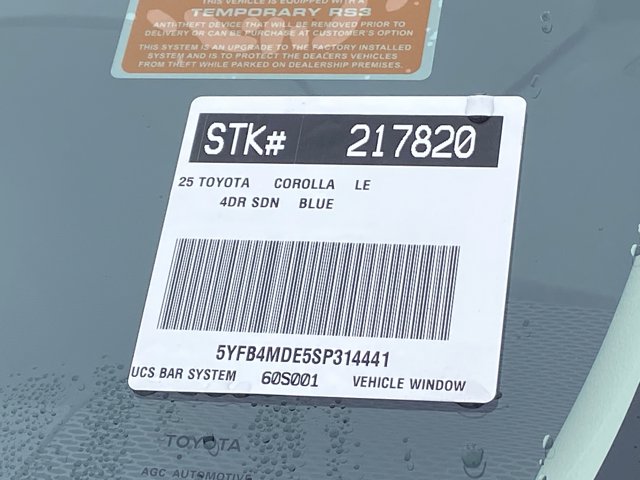 THIS VEHICLE IS EQUIPPED WITH A
TEMPORARY RS3
ANTI-THEFT DEVICE THAT WILL BE REMOVED PRIOR TO
DELIVERY OR CAN BE PURCHASE AT CUSTOMER'S OPTION
THIS SYSTEM IS AN UPGRADE TO THE FACTORY INSTALLED
SYSTEM AND IS TO PROTECT THE DEALERS VEHICLES
FROM THEFT WHILE PARKED ON DEALERSHIP PREMISES.
STK# 217820
25 TOYOTA COROLLA LE
4DR SDN BLUE
5YFB4MDE5SP314441
UCS BAR SYSTEM 60S001 VEHICLE WINDOW
TOYOTA
AGC AUTOMOTIVE